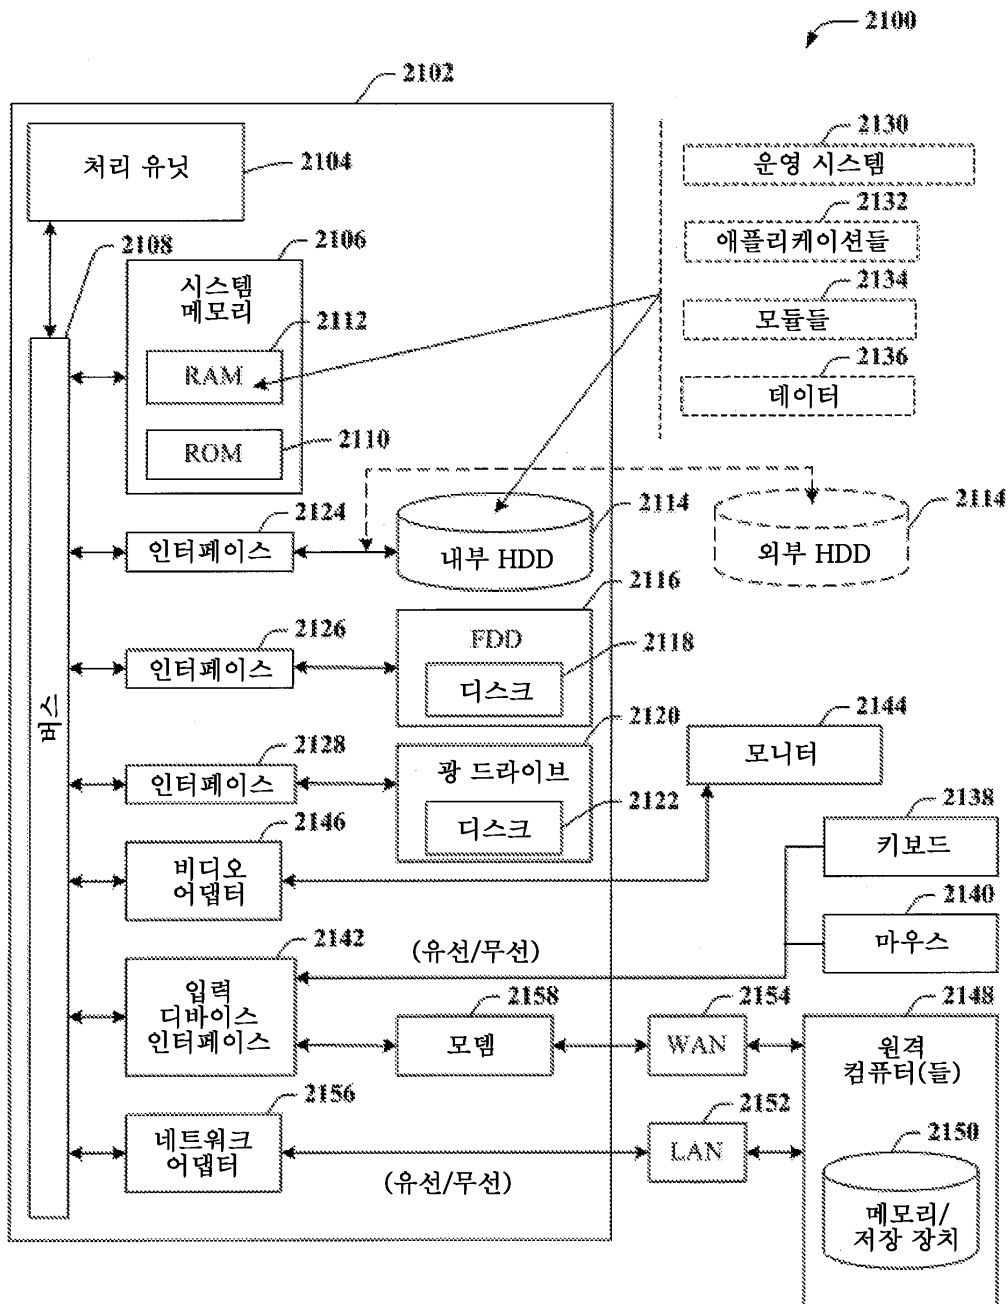 2100
2102
처리 유닛
2104
2130
운영 시스템
2132
애플리케이션들
2134
모듈들
2136
데이터
2108
2106
시스템
메모리
2112
RAM
2110
ROM
2124
인터페이스
2114
내부 HDD
2114
외부 HDD
2116
FDD
2118
디스크
2126
인터페이스
버스
2120
광 드라이브
2122
디스크
2128
인터페이스
2144
모니터
2146
비디오
어댑터
2138
키보드
2140
마우스
2142
입력
디바이스
인터페이스
(유선/무선)
2158
모뎀
2154
WAN
2148
원격
컴퓨터(들)
2156
네트워크
어댑터
(유선/무선)
2152
LAN
2150
메모리/
저장 장치